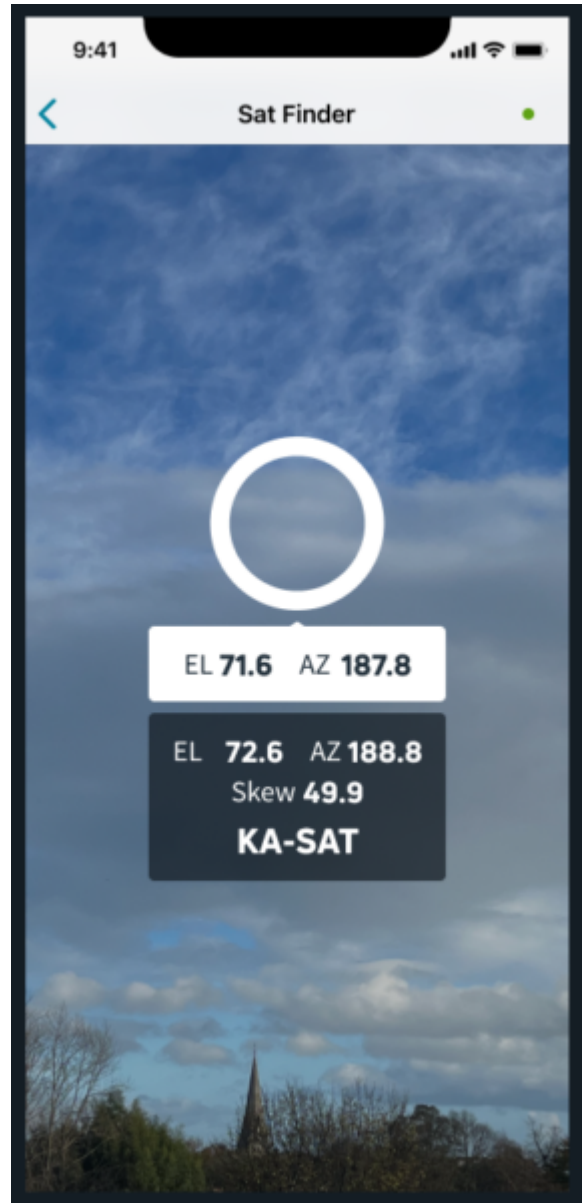 9:41
Sat Finder
EL 71.6 AZ 187.8
EL 72.6 AZ 188.8
Skew 49.9
KA-SAT